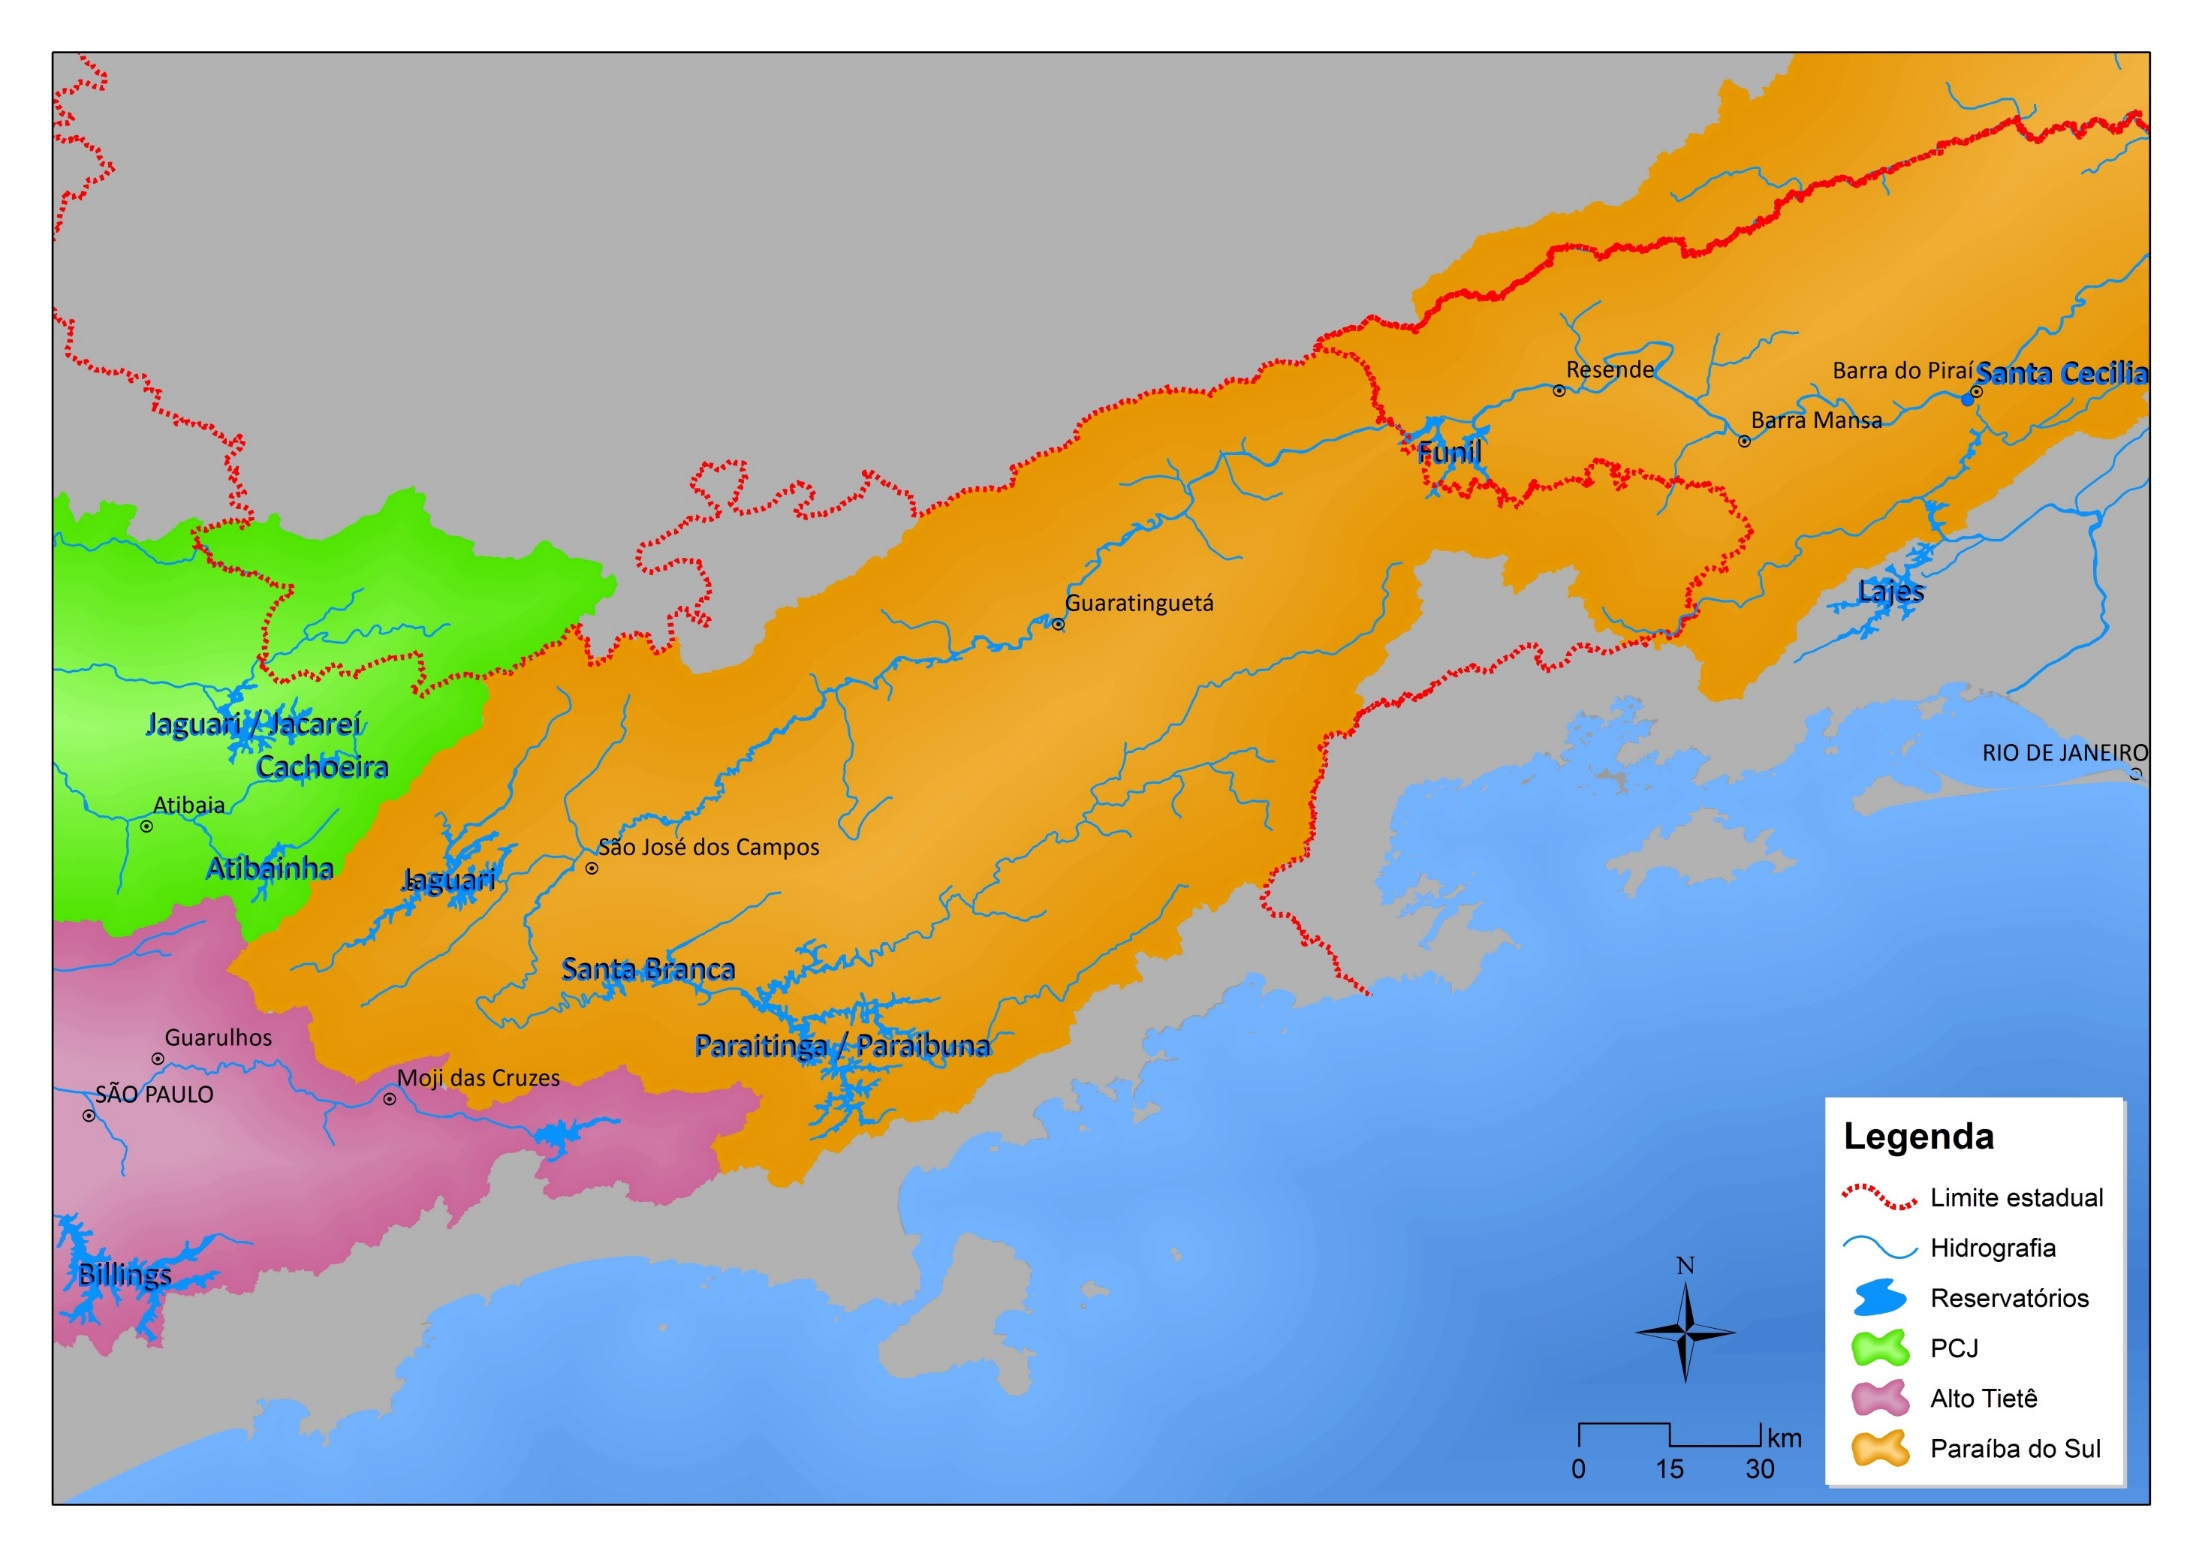 Resende
Barra do Piraí
Santa Cecilia
Barra Mansa
Funil
Lajes
Guaratinguetá
Jaguari / Jacareí
Cachoeira
RIO DE JANEIRO
Atibaia
São José dos Campos
Atibainha
Jaguari
Santa Branca
Guarulhos
Paraitinga / Paraibuna
Moji das Cruzes
SÃO PAULO
Billings
Legenda
Limite estadual
Hidrografia
Reservatórios
PCJ
Alto Tietê
Paraíba do Sul
N
km
0 15 30